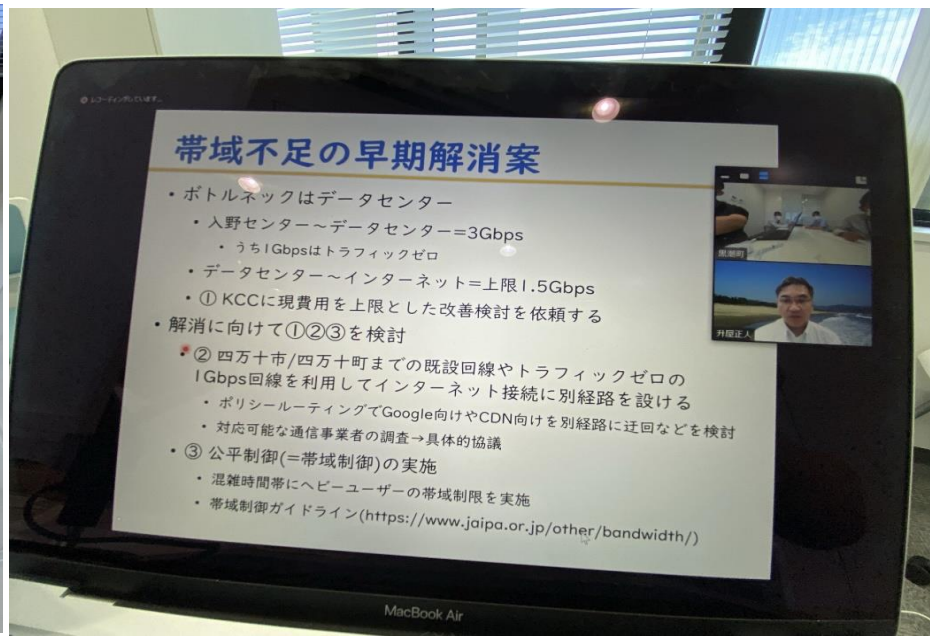 レコーディングしています...
帯域不足の早期解消案
・ボトルネックはデータセンター
・入野センター～データセンター=3Gbps
・うち1Gbpsはトラフィックゼロ
・データセンター～インターネット=上限1.5Gbps
・① KCCに現費用を上限とした改善検討を依頼する
・解消に向けて①②③を検討
・② 四万十市/四万十町までの既設回線やトラフィックゼロの
1Gbps回線を利用してインターネット接続に別経路を設ける
・ポリシールーティングでGoogle向けやCDN向けを別経路に迂回などを検討
・対応可能な通信事業者の調査→具体的協議
・③ 公平制御(=帯域制御)の実施
・混雑時間帯にヘビーユーザーの帯域制限を実施
・帯域制御ガイドライン(https://www.jaipa.or.jp/other/bandwidth/)
黒潮町
升屋正人
MacBook Air